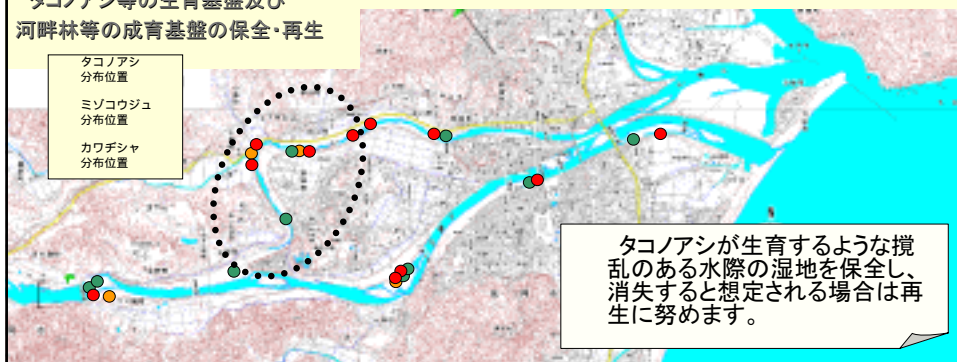 タコノアシ等の生育基盤及び
河畔林等の成育基盤の保全・再生
タコノアシ
分布位置
ミゾコウジュ
分布位置
カワヂシャ
分布位置
タコノアシが生育するような撹
乱のある水際の湿地を保全し、
消失すると想定される場合は再
生に努めます。